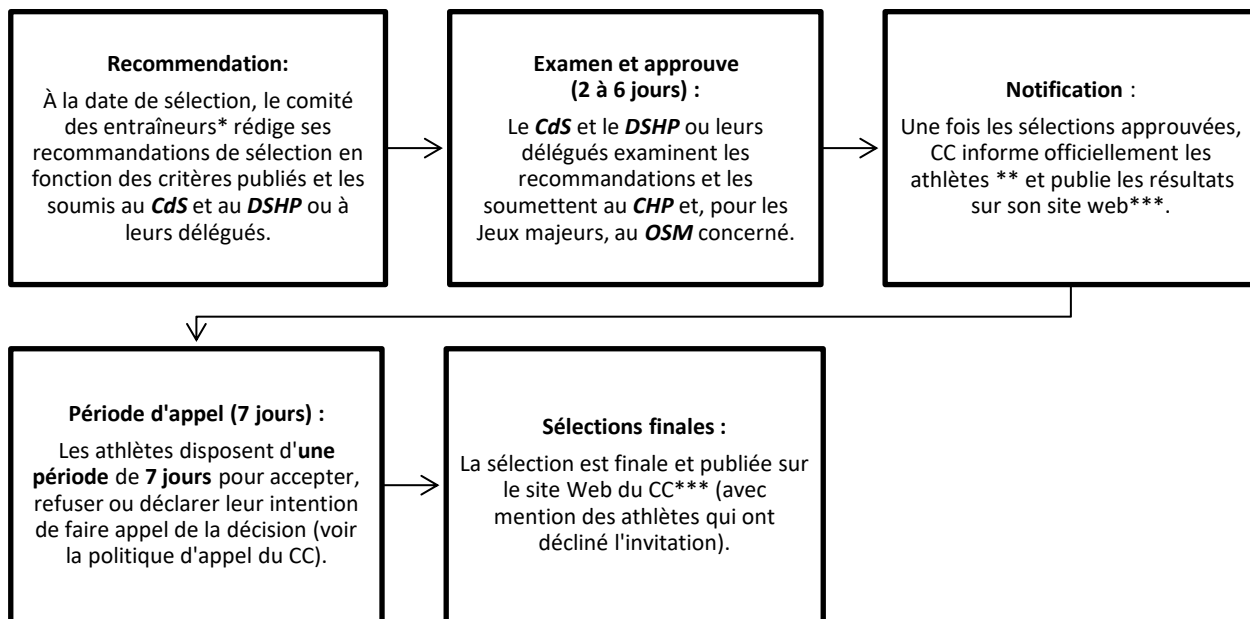 Recommendation:
À la date de sélection, le comité
des entraîneurs* rédige ses
recommandations de sélection en
fonction des critères publiés et les
soumis au CdS et au DSHP ou à
leurs délégués.
Examen et approuve
(2 à 6 jours) :
Le CdS et le DSHP ou leurs
délégués examinent les
recommandations et les
soumettent au CHP et, pour les
Jeux majeurs, au OSM concerné.
Notification :
Une fois les sélections approuvées,
CC informe officiellement les
athlètes ** et publie les résultats
sur son site web***.
Période d'appel (7 jours) :
Les athlètes disposent d'une
période de 7 jours pour accepter,
refuser ou déclarer leur intention
de faire appel de la décision (voir
la politique d'appel du CC).
Sélections finales :
La sélection est finale et publiée sur
le site Web du CC*** (avec
mention des athlètes qui ont
décliné l'invitation).